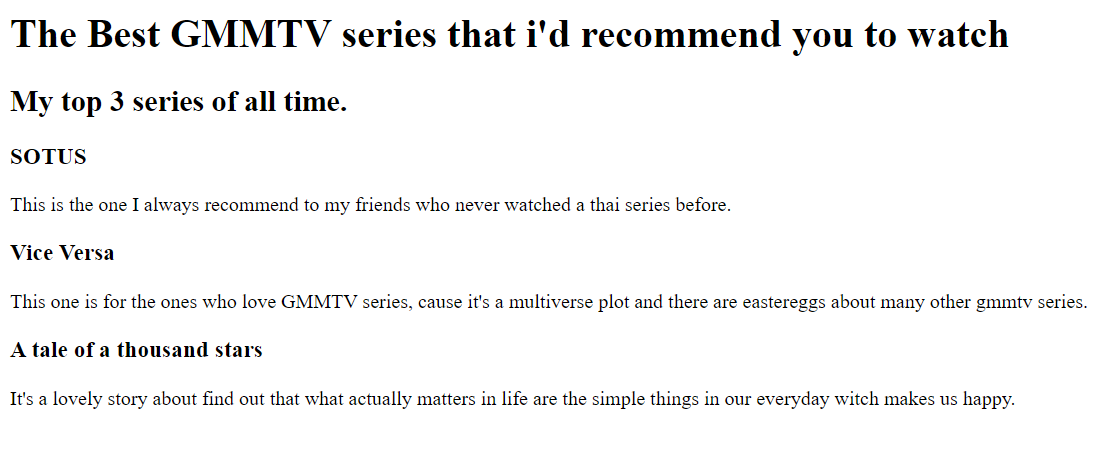 The Best GMMTV series that i'd recommend you to watch
My top 3 series of all time.
SOTUS
This is the one I always recommend to my friends who never watched a thai series before.
Vice Versa
This one is for the ones who love GMMTV series, cause it's a multiverse plot and there are eastereggs about many other gmmtv series.
A tale of a thousand stars
It's a lovely story about find out that what actually matters in life are the simple things in our everyday witch makes us happy.